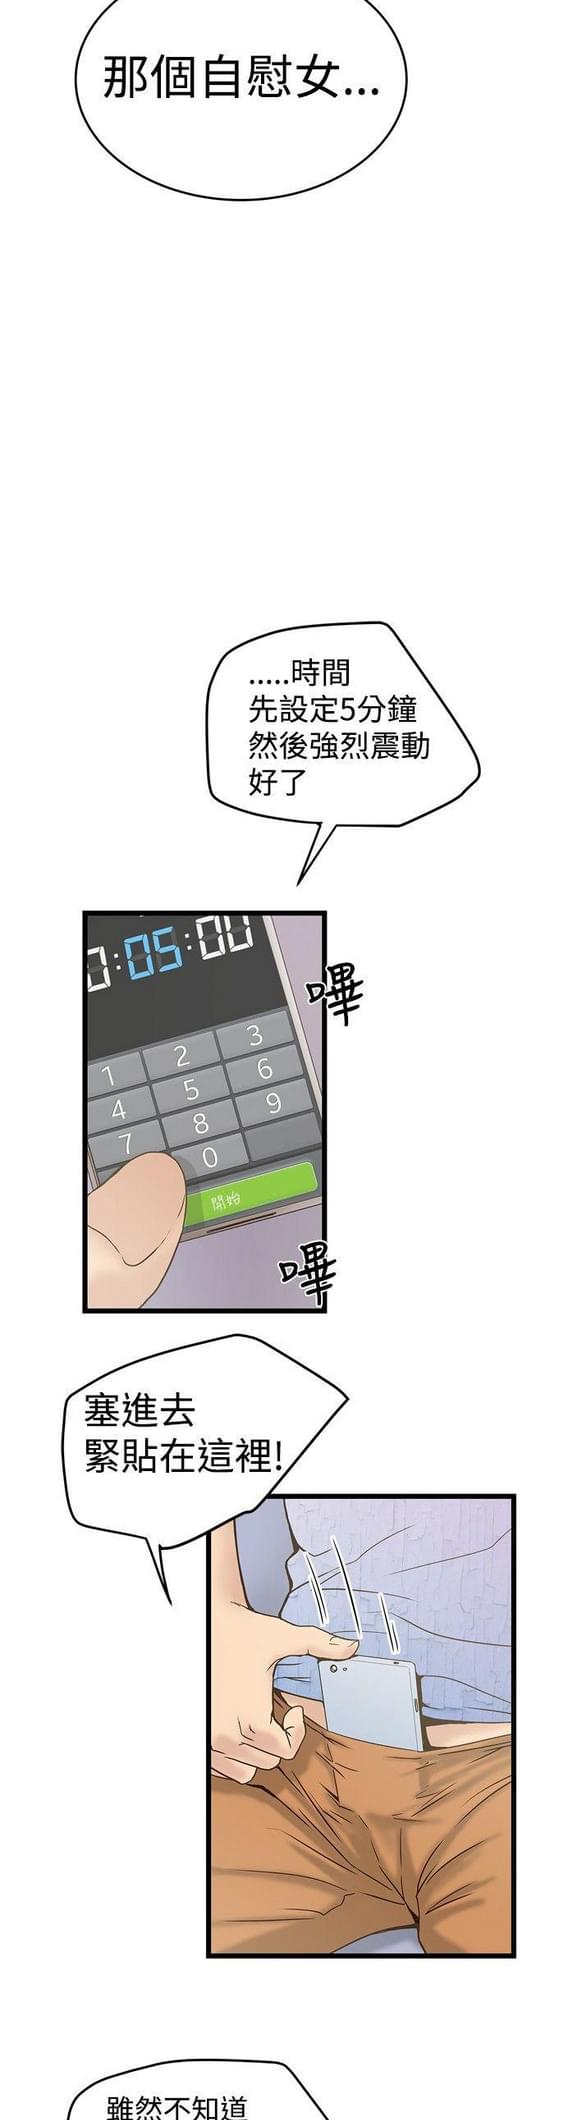 那個自慰女...
.....時間
先設定5分鐘
然後強烈震動
好了
0:05:00
嗶
1 2 3
4 5 6
7 8 9
0
開始
嗶
塞進去
緊貼在這裡!
雖然不知道